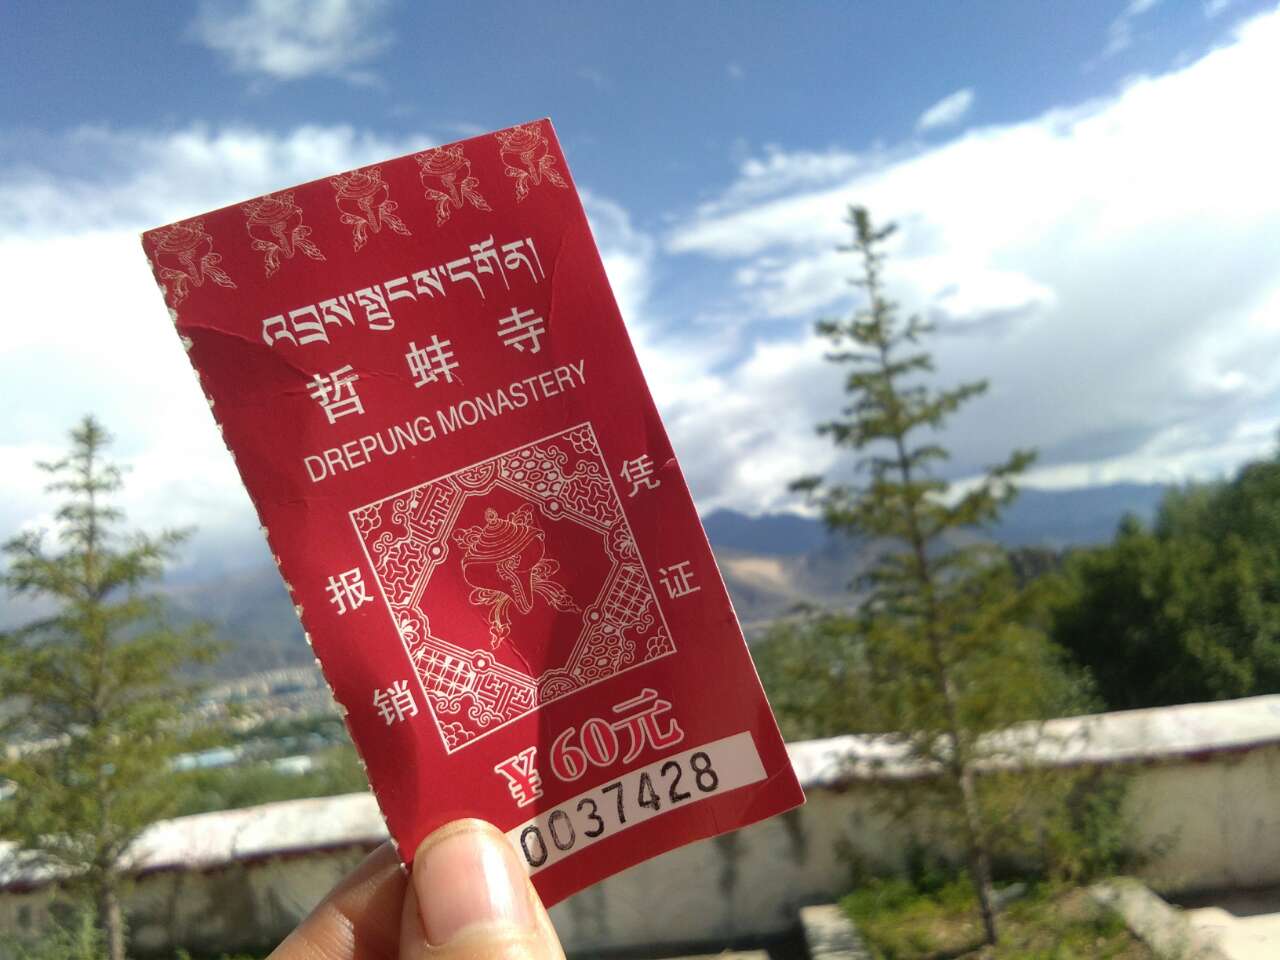 འབྲས་སྤུངས་དགོན།
哲蚌寺
DREPUNG MONASTERY
报销
凭证
¥60元
0037428